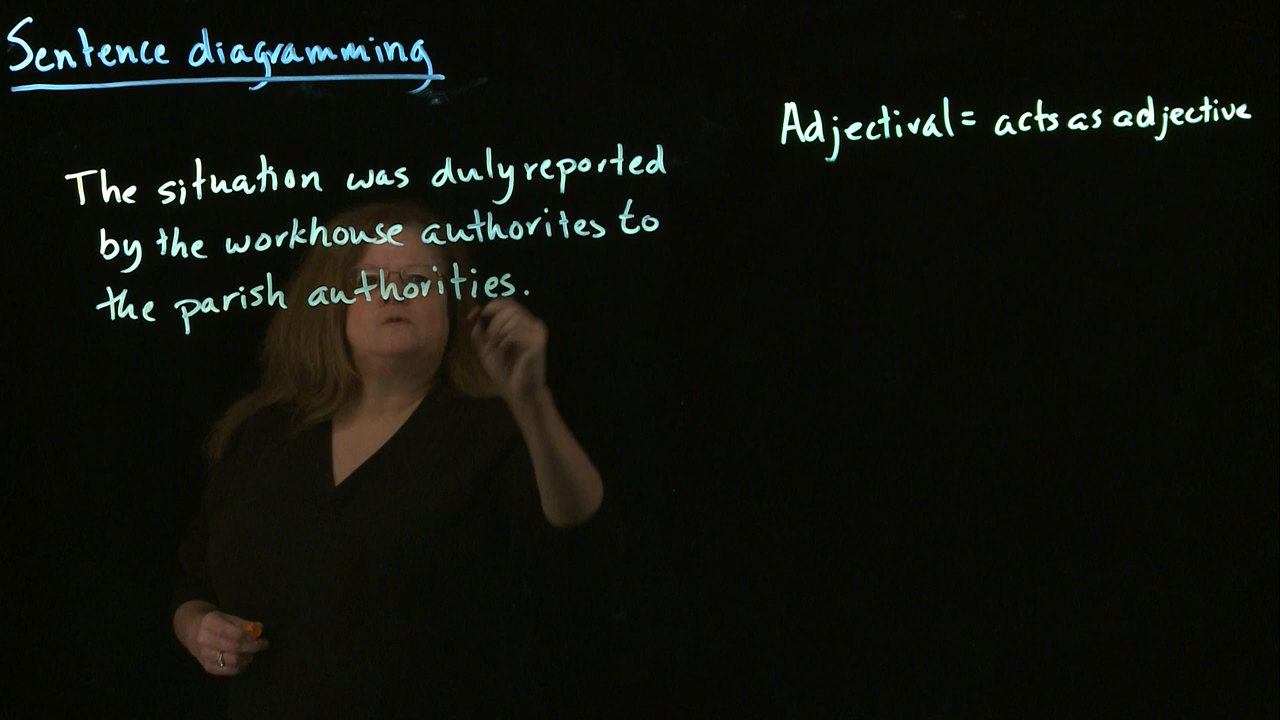 Sentence diagramming
Adjectival = acts as adjective
The situation was duly reported
by the workhouse authorites to
the parish authorities.